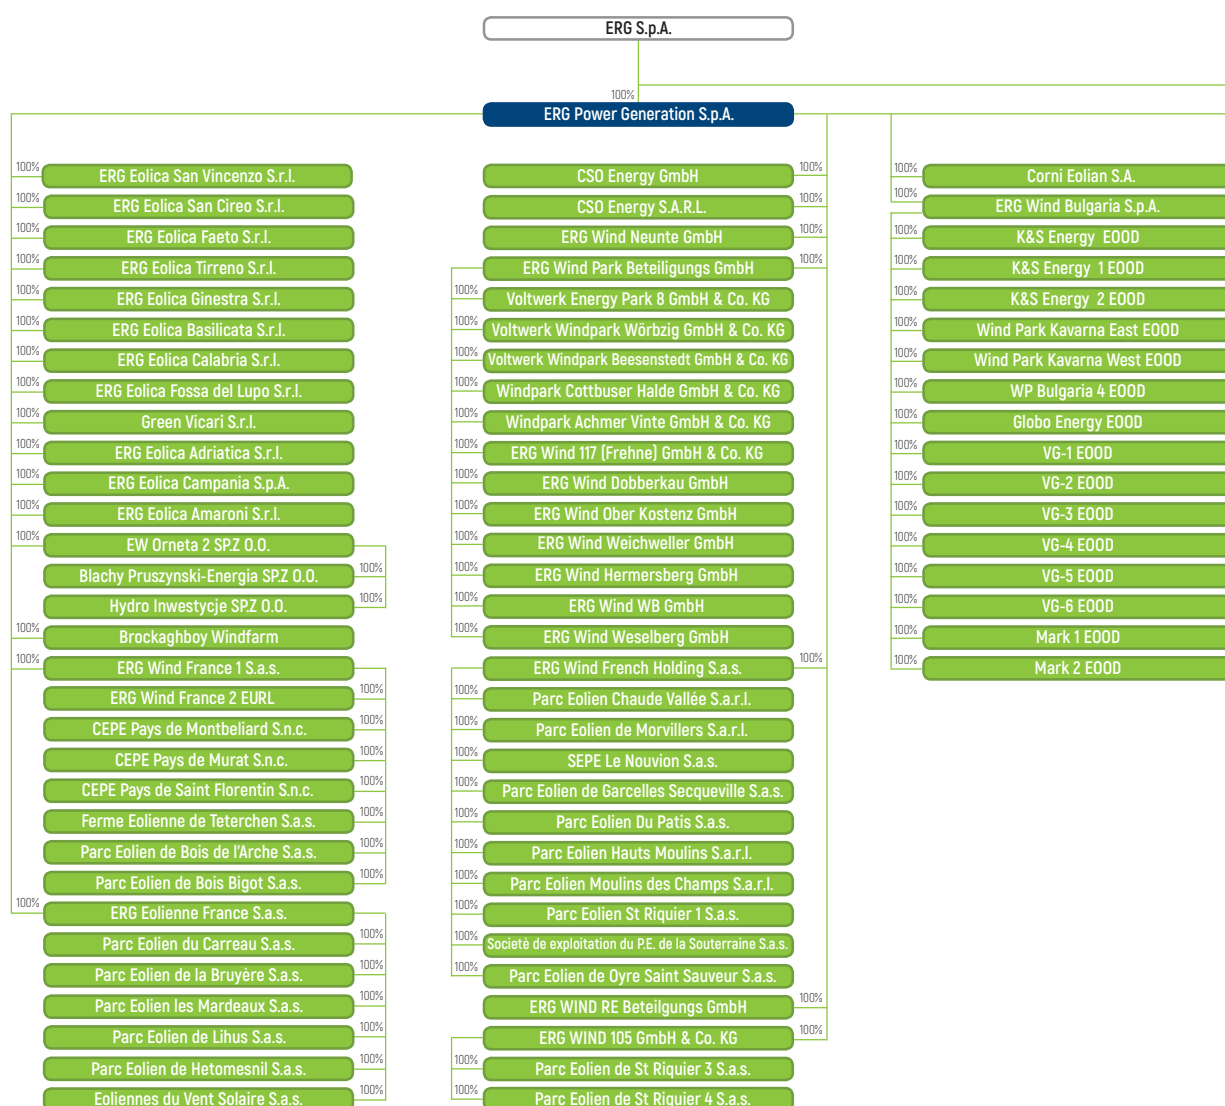 ERG S.p.A.
100%
ERG Power Generation S.p.A.
100%
ERG Eolica San Vincenzo S.r.l.
100%
ERG Eolica San Cireo S.r.l.
100%
ERG Eolica Faeto S.r.l.
100%
ERG Eolica Tirreno S.r.l.
100%
ERG Eolica Ginestra S.r.l.
100%
ERG Eolica Basilicata S.r.l.
100%
ERG Eolica Calabria S.r.l.
100%
ERG Eolica Fossa del Lupo S.r.l.
100%
Green Vicari S.r.l.
100%
ERG Eolica Adriatica S.r.l.
100%
ERG Eolica Campania S.p.A.
100%
ERG Eolica Amaroni S.r.l.
100%
EW Orneta 2 SP.Z O.O.
Blachy Pruszynski-Energia SP.Z O.O.
100%
Hydro Inwestycje SP.Z O.O.
100%
100%
Brockaghboy Windfarm
100%
ERG Wind France 1 S.a.s.
ERG Wind France 2 EURL
100%
CEPE Pays de Montbeliard S.n.c.
100%
CEPE Pays de Murat S.n.c.
100%
CEPE Pays de Saint Florentin S.n.c.
100%
Ferme Eolienne de Teterchen S.a.s.
100%
Parc Eolien de Bois de l'Arche S.a.s.
100%
Parc Eolien de Bois Bigot S.a.s.
100%
100%
ERG Eolienne France S.a.s.
Parc Eolien du Carreau S.a.s.
100%
Parc Eolien de la Bruyère S.a.s.
100%
Parc Eolien les Mardeaux S.a.s.
100%
Parc Eolien de Lihus S.a.s.
100%
Parc Eolien de Hetomesnil S.a.s.
100%
Eoliennes du Vent Solaire S.a.s.
100%
CSO Energy GmbH
100%
CSO Energy S.A.R.L.
100%
ERG Wind Neunte GmbH
100%
ERG Wind Park Beteiligungs GmbH
100%
100%
Voltwerk Energy Park 8 GmbH & Co. KG
100%
Voltwerk Windpark Wörbzig GmbH & Co. KG
100%
Voltwerk Windpark Beesenstedt GmbH & Co. KG
100%
Windpark Cottbuser Halde GmbH & Co. KG
100%
Windpark Achmer Vinte GmbH & Co. KG
100%
ERG Wind 117 (Frehne) GmbH & Co. KG
100%
ERG Wind Dobberkau GmbH
100%
ERG Wind Ober Kostenz GmbH
100%
ERG Wind Weichweller GmbH
100%
ERG Wind Hermersberg GmbH
100%
ERG Wind WB GmbH
100%
ERG Wind Weselberg GmbH
ERG Wind French Holding S.a.s.
100%
100%
Parc Eolien Chaude Vallée S.a.r.l.
100%
Parc Eolien de Morvillers S.a.r.l.
100%
SEPE Le Nouvion S.a.s.
100%
Parc Eolien de Garcelles Secqueville S.a.s.
100%
Parc Eolien Du Patis S.a.s.
100%
Parc Eolien Hauts Moulins S.a.r.l.
100%
Parc Eolien Moulins des Champs S.a.r.l.
100%
Parc Eolien St Riquier 1 S.a.s.
100%
Societè de exploitation du P.E. de la Souterraine S.a.s.
100%
Parc Eolien de Oyre Saint Sauveur S.a.s.
ERG WIND RE Beteilgungs GmbH
100%
ERG WIND 105 GmbH & Co. KG
100%
100%
Parc Eolien de St Riquier 3 S.a.s.
100%
Parc Eolien de St Riquier 4 S.a.s.
100%
Corni Eolian S.A.
100%
ERG Wind Bulgaria S.p.A.
100%
K&S Energy EOOD
100%
K&S Energy 1 EOOD
100%
K&S Energy 2 EOOD
100%
Wind Park Kavarna East EOOD
100%
Wind Park Kavarna West EOOD
100%
WP Bulgaria 4 EOOD
100%
Globo Energy EOOD
100%
VG-1 EOOD
100%
VG-2 EOOD
100%
VG-3 EOOD
100%
VG-4 EOOD
100%
VG-5 EOOD
100%
VG-6 EOOD
100%
Mark 1 EOOD
100%
Mark 2 EOOD